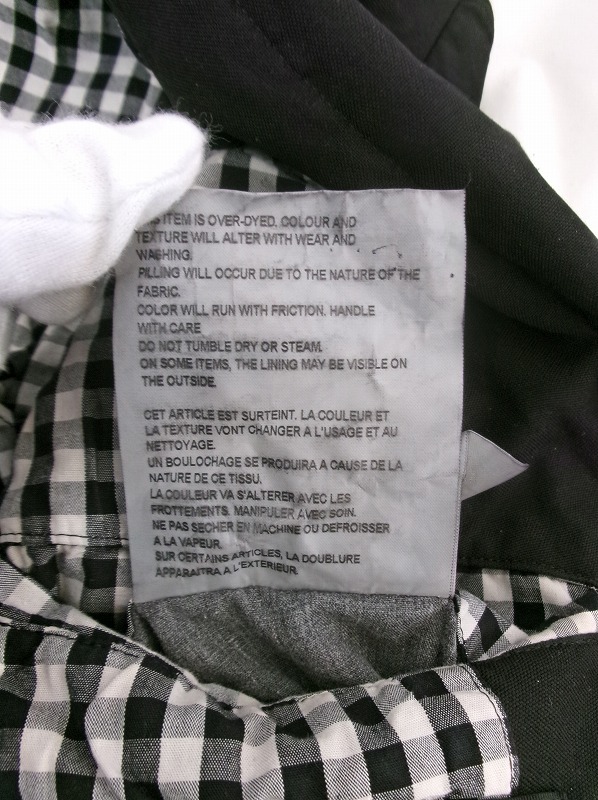 THIS ITEM IS OVER-DYED. COLOUR AND
TEXTURE WILL ALTER WITH WEAR AND
WASHING.
PILLING WILL OCCUR DUE TO THE NATURE OF THE
FABRIC.
COLOR WILL RUN WITH FRICTION. HANDLE
WITH CARE
DO NOT TUMBLE DRY OR STEAM.
ON SOME ITEMS, THE LINING MAY BE VISIBLE ON
THE OUTSIDE.
CET ARTICLE EST SURTEINT. LA COULEUR ET
LA TEXTURE VONT CHANGER A L'USAGE ET AU
NETTOYAGE.
UN BOULOCHAGE SE PRODUIRA A CAUSE DE LA
NATURE DE CE TISSU.
LA COULEUR VA S'ALTERER AVEC LES
FROTTEMENTS. MANIPULER AVEC SOIN.
NE PAS SECHER EN MACHINE OU DEFROISSER
A LA VAPEUR.
SUR CERTAINS ARTICLES, LA DOUBLURE
APPARAITRA A L'EXTERIEUR.